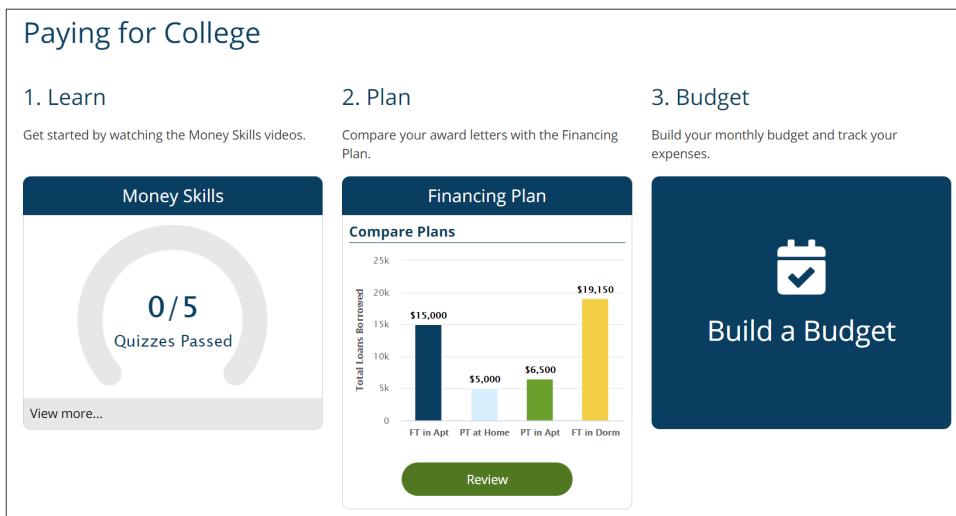 Paying for College
1. Learn
Get started by watching the Money Skills videos.
Money Skills
0/5
Quizzes Passed
View more...
2. Plan
Compare your award letters with the Financing
Plan.
Financing Plan
Compare Plans
Total Loans Borrowed
25k
20k
15k
10k
5k
0
$15,000
$5,000
$6,500
$19,150
FT in Apt PT at Home PT in Apt FT in Dorm
Review
3. Budget
Build your monthly budget and track your
expenses.
Build a Budget